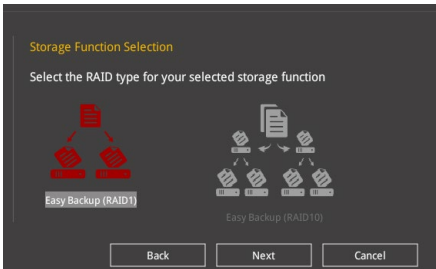 Storage Function Selection
Select the RAID type for your selected storage function
Easy Backup (RAID1)
Easy Backup (RAID10)
Back
Next
Cancel